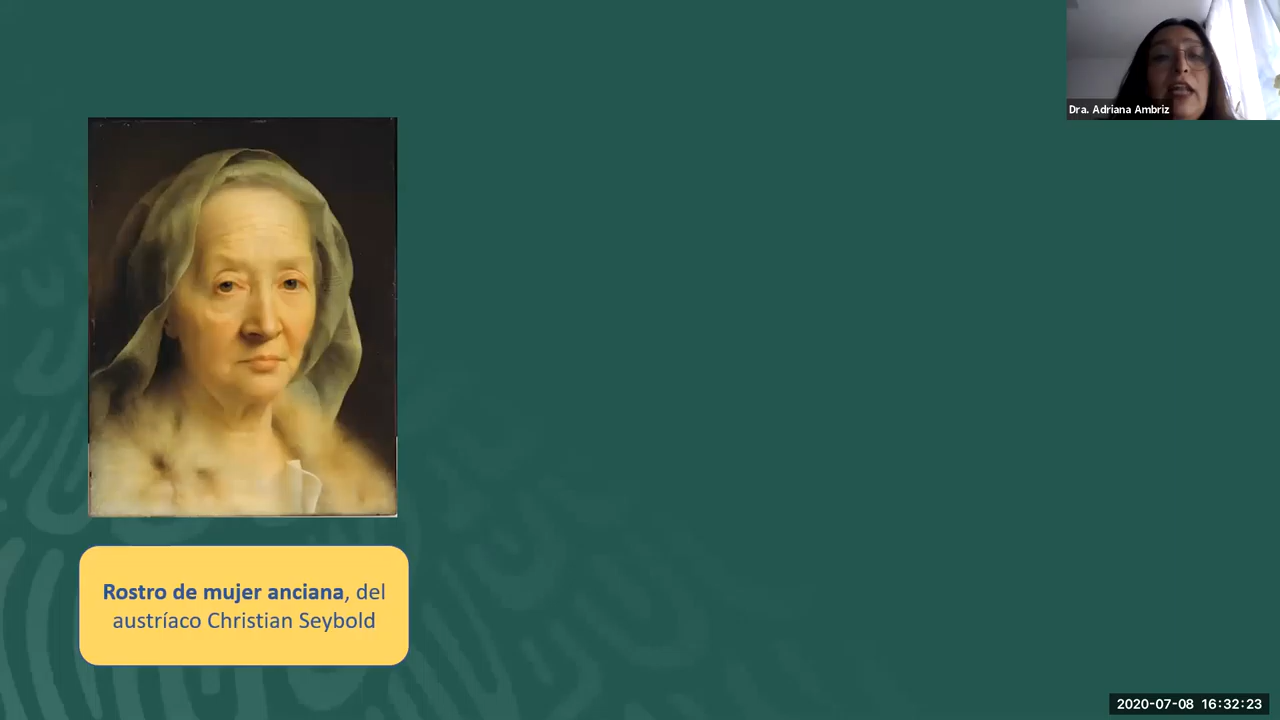 Dra. Adriana Ambriz
Rostro de mujer anciana, del
austríaco Christian Seybold
2020-07-08 16:32:23